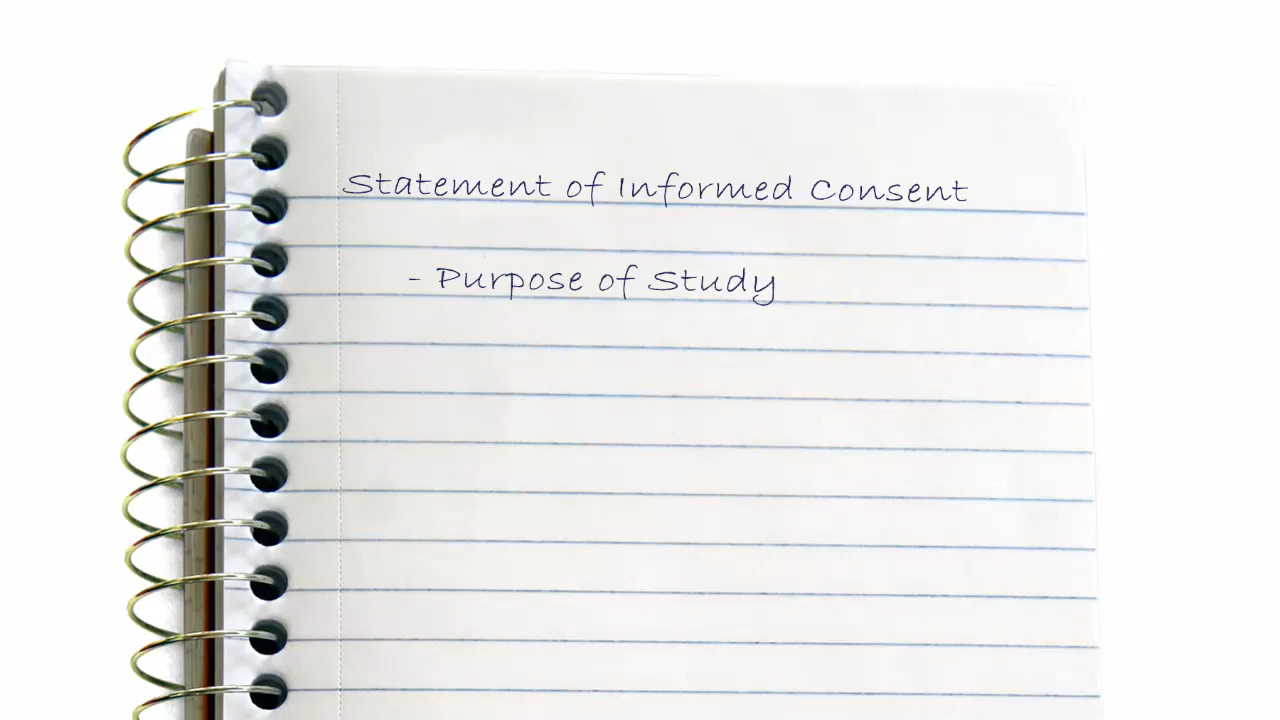 Statement of Informed Consent
- Purpose of Study